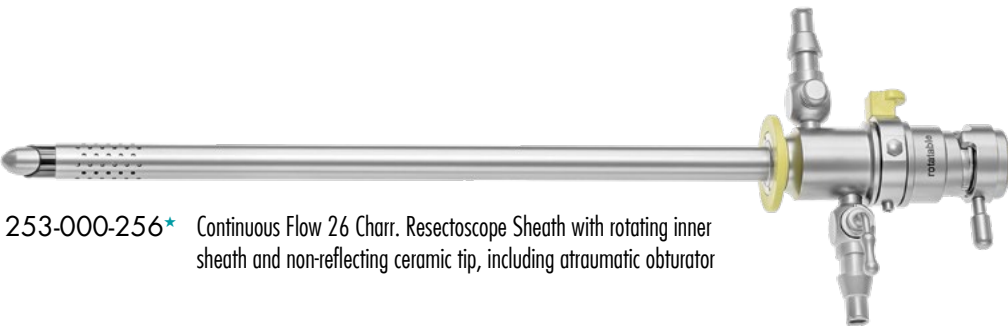 rotatable
253-000-256★ Continuous Flow 26 Charr. Resectoscope Sheath with rotating inner
sheath and non-reflecting ceramic tip, including atraumatic obturator